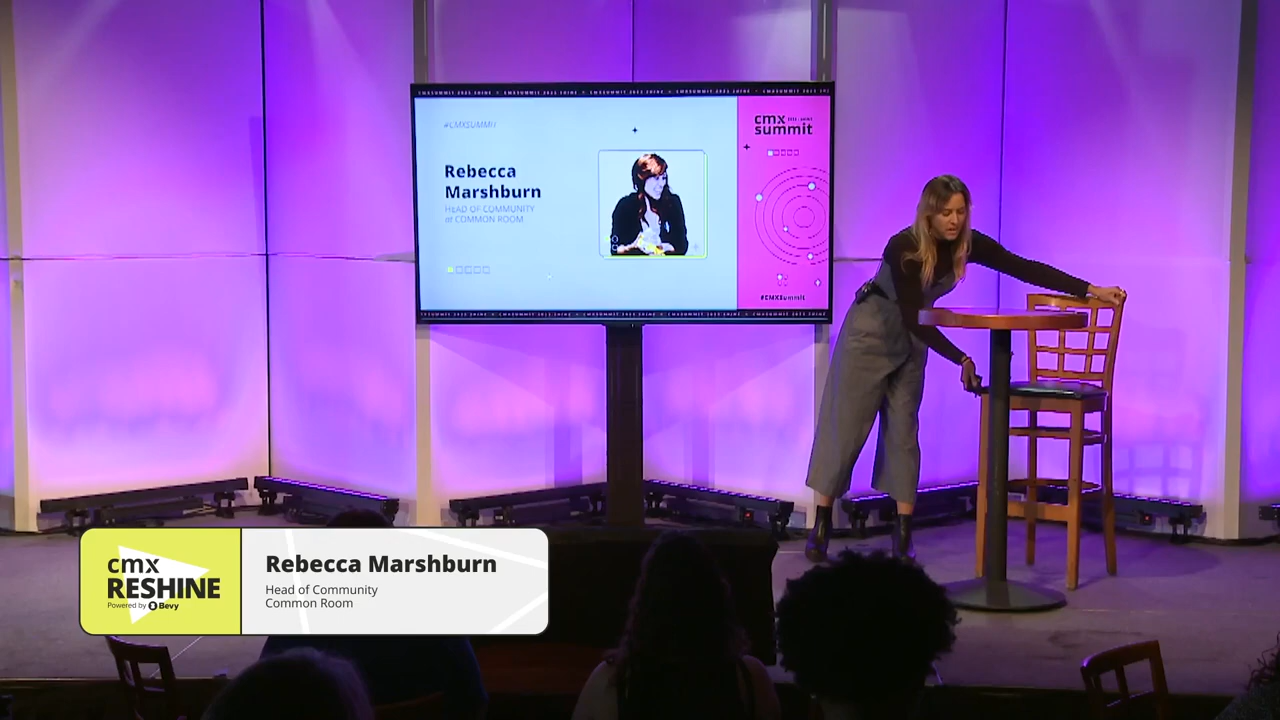 #CMXSUMMIT
Rebecca
Marshburn
HEAD OF COMMUNITY
at COMMON ROOM
cmx
summit
#CMXSummit
cmx
RESHINE
Powered by Bevy
Rebecca Marshburn
Head of Community
Common Room